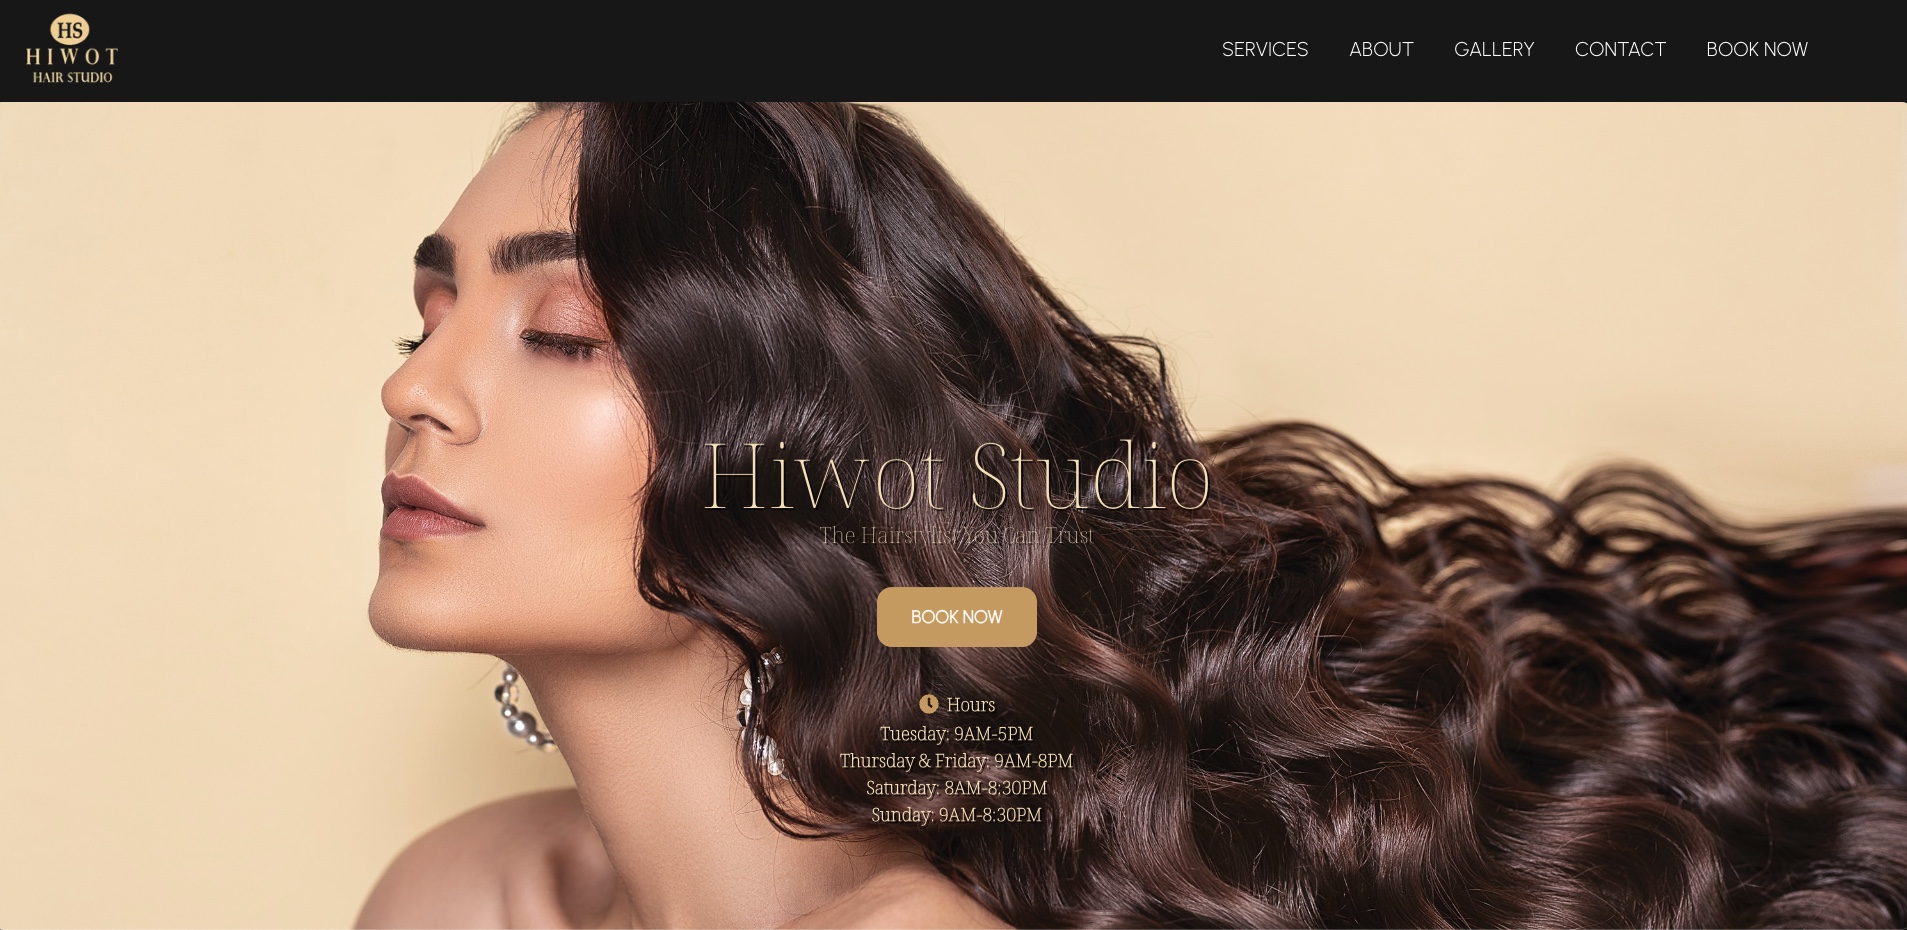 HS
HIWOT
HAIR STUDIO
SERVICES ABOUT GALLERY CONTACT BOOK NOW
Hiwot Studio
The Hairstylist You Can Trust
BOOK NOW
Hours
Tuesday: 9AM-5PM
Thursday & Friday: 9AM-8PM
Saturday: 8AM-8:30PM
Sunday: 9AM-8:30PM